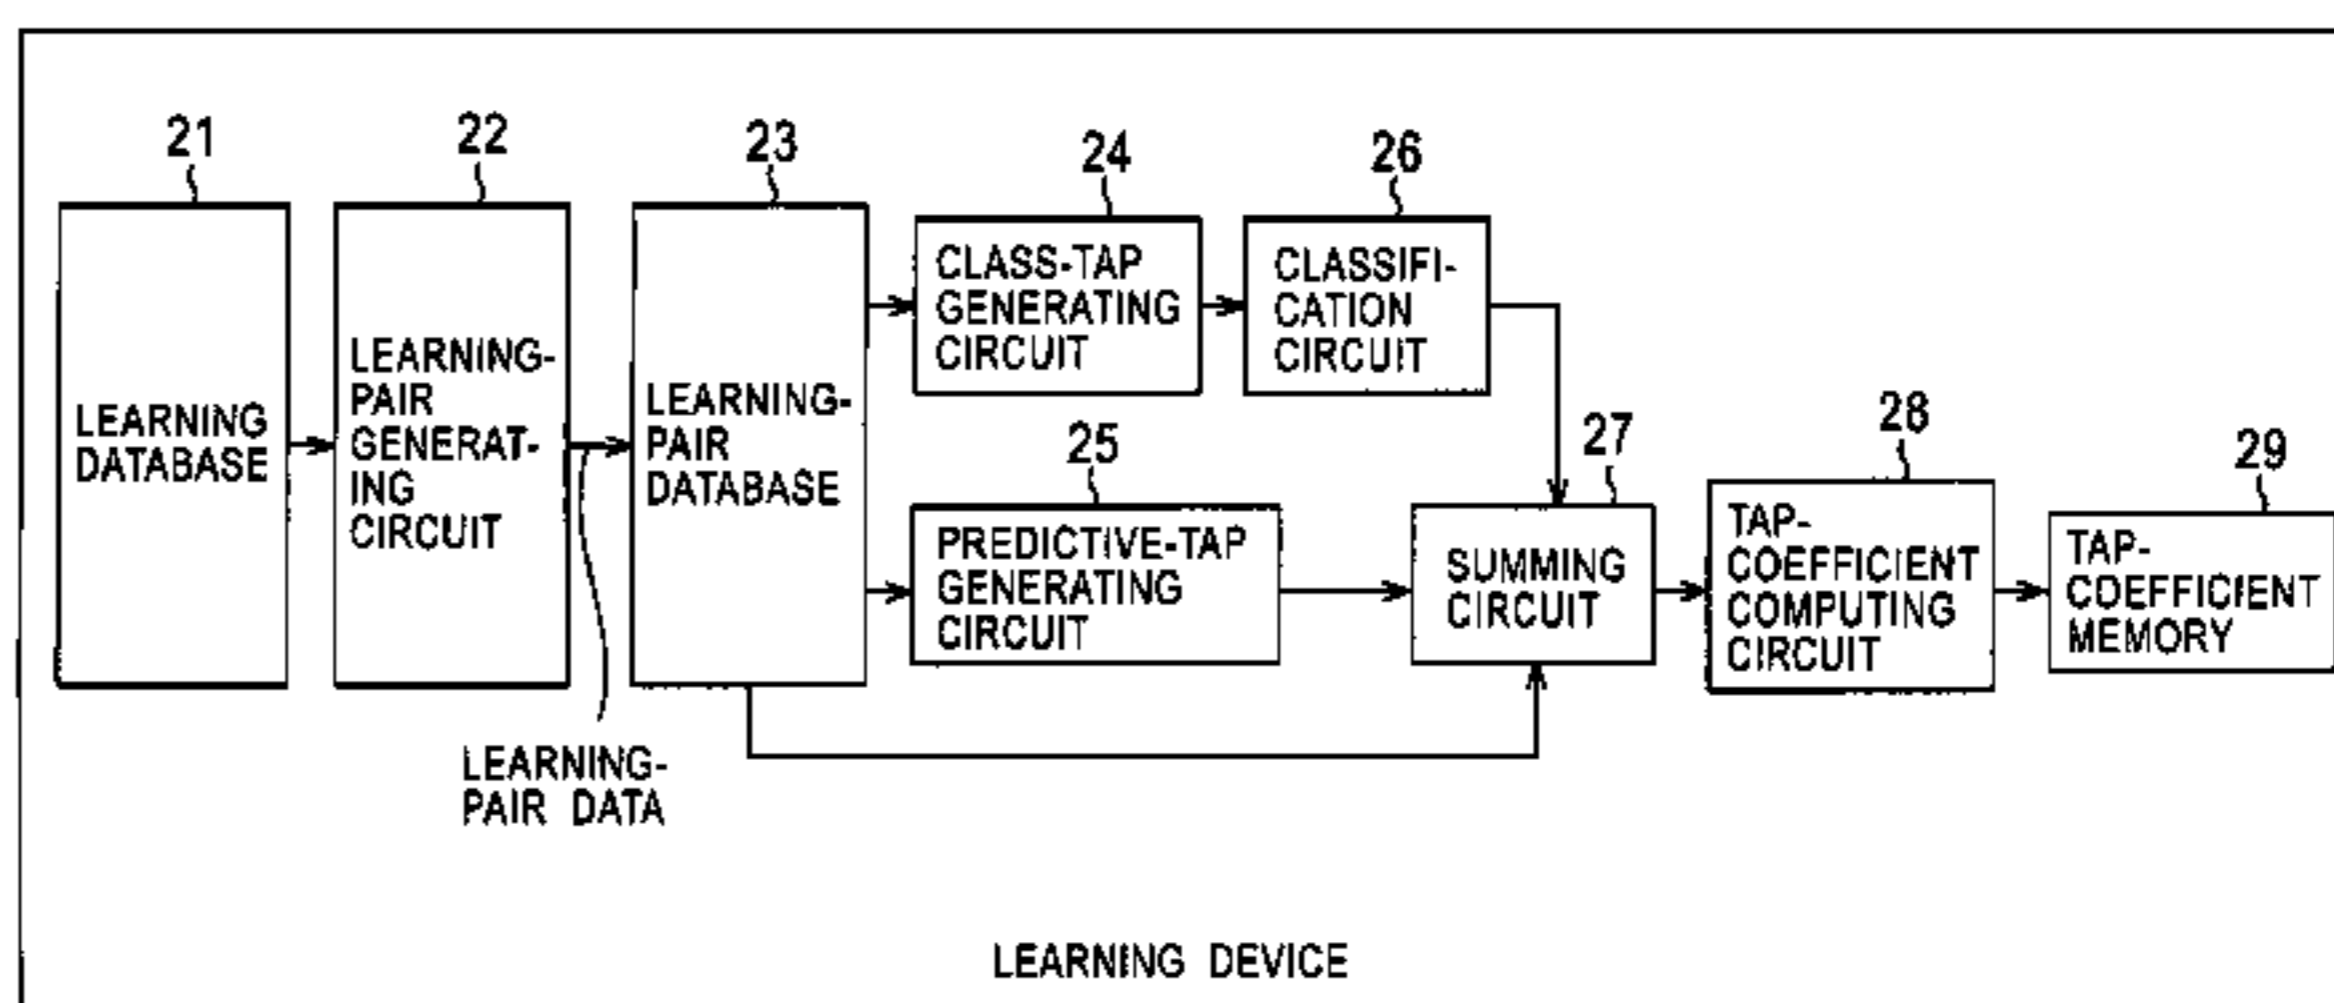 21
LEARNING
DATABASE
22
LEARNING-
PAIR
GENERAT-
ING
CIRCUIT
LEARNING-
PAIR DATA
23
LEARNING-
PAIR
DATABASE
24
CLASS-TAP
GENERATING
CIRCUIT
26
CLASSIFI-
CATION
CIRCUIT
25
PREDICTIVE-TAP
GENERATING
CIRCUIT
27
SUMMING
CIRCUIT
28
TAP-
COEFFICIENT
COMPUTING
CIRCUIT
29
TAP-
COEFFICIENT
MEMORY
LEARNING DEVICE